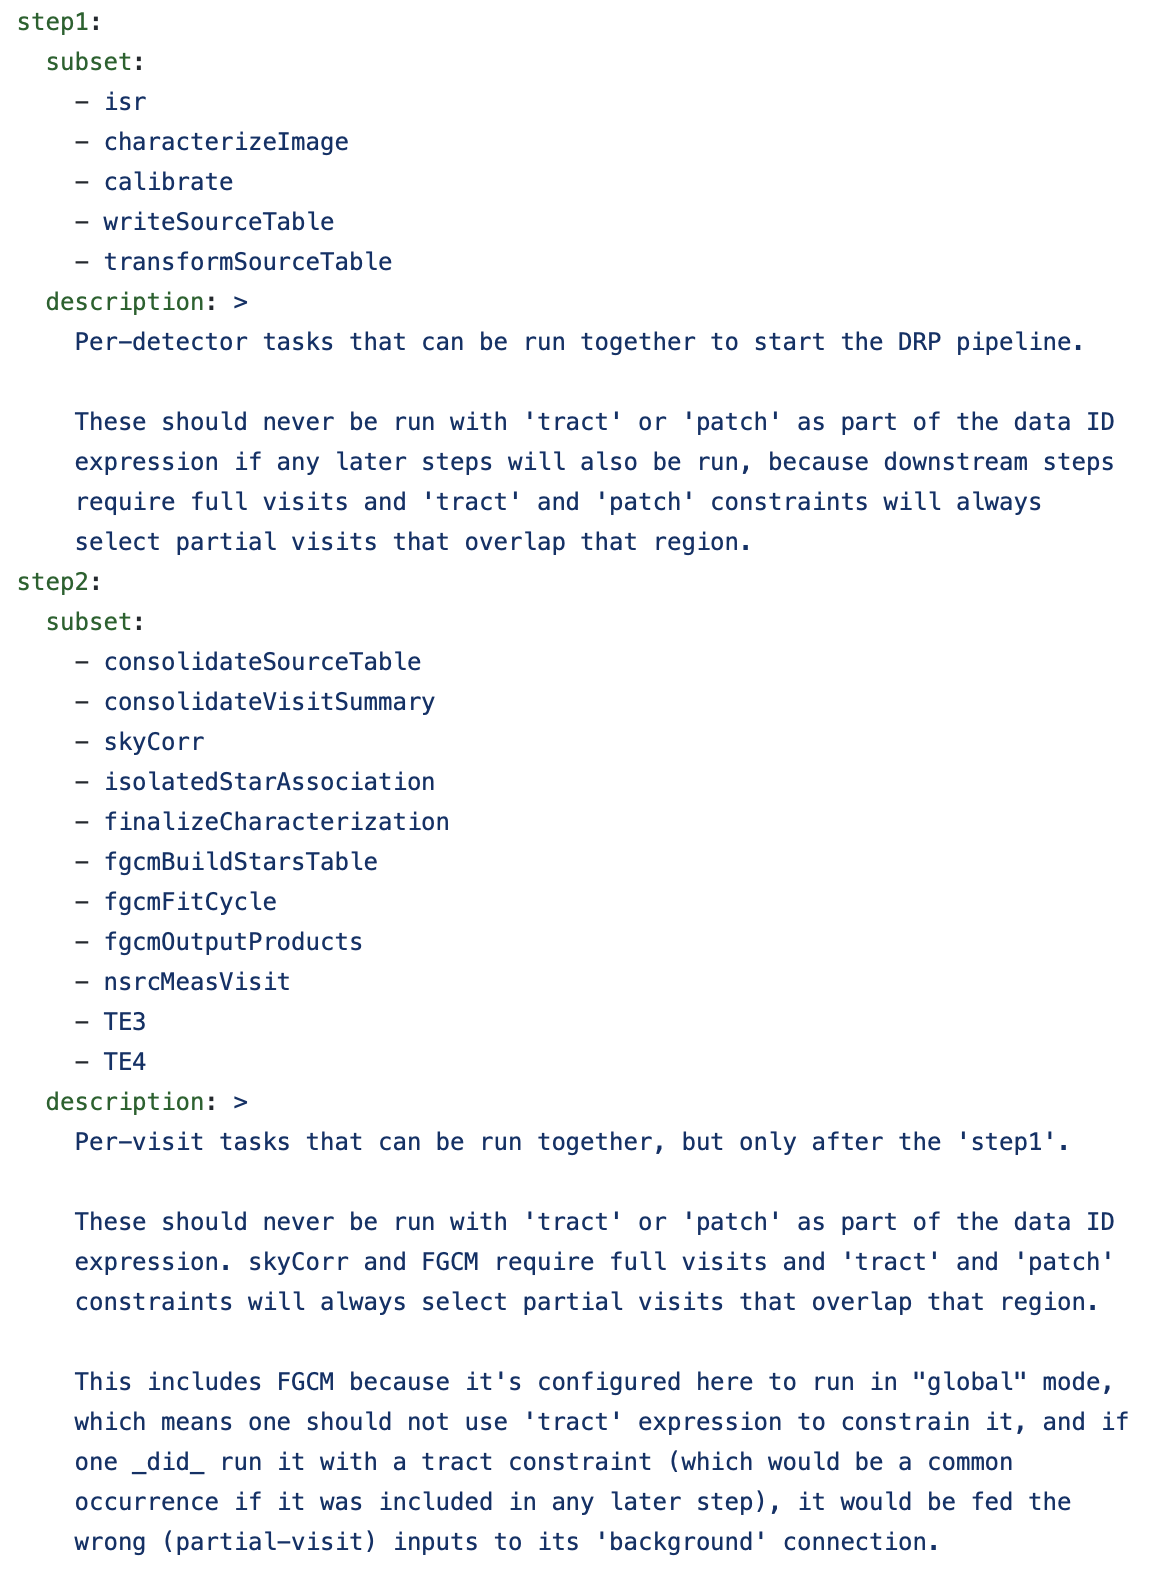 step1:
  subset:
    - isr
    - characterizeImage
    - calibrate
    - writeSourceTable
    - transformSourceTable
  description: >
    Per-detector tasks that can be run together to start the DRP pipeline.

    These should never be run with 'tract' or 'patch' as part of the data ID
    expression if any later steps will also be run, because downstream steps
    require full visits and 'tract' and 'patch' constraints will always
    select partial visits that overlap that region.
step2:
  subset:
    - consolidateSourceTable
    - consolidateVisitSummary
    - skyCorr
    - isolatedStarAssociation
    - finalizeCharacterization
    - fgcmBuildStarsTable
    - fgcmFitCycle
    - fgcmOutputProducts
    - nsrcMeasVisit
    - TE3
    - TE4
  description: >
    Per-visit tasks that can be run together, but only after the 'step1'.

    These should never be run with 'tract' or 'patch' as part of the data ID
    expression. skyCorr and FGCM require full visits and 'tract' and 'patch'
    constraints will always select partial visits that overlap that region.

    This includes FGCM because it's configured here to run in "global" mode,
    which means one should not use 'tract' expression to constrain it, and if
    one _did_ run it with a tract constraint (which would be a common
    occurrence if it was included in any later step), it would be fed the
    wrong (partial-visit) inputs to its 'background' connection.